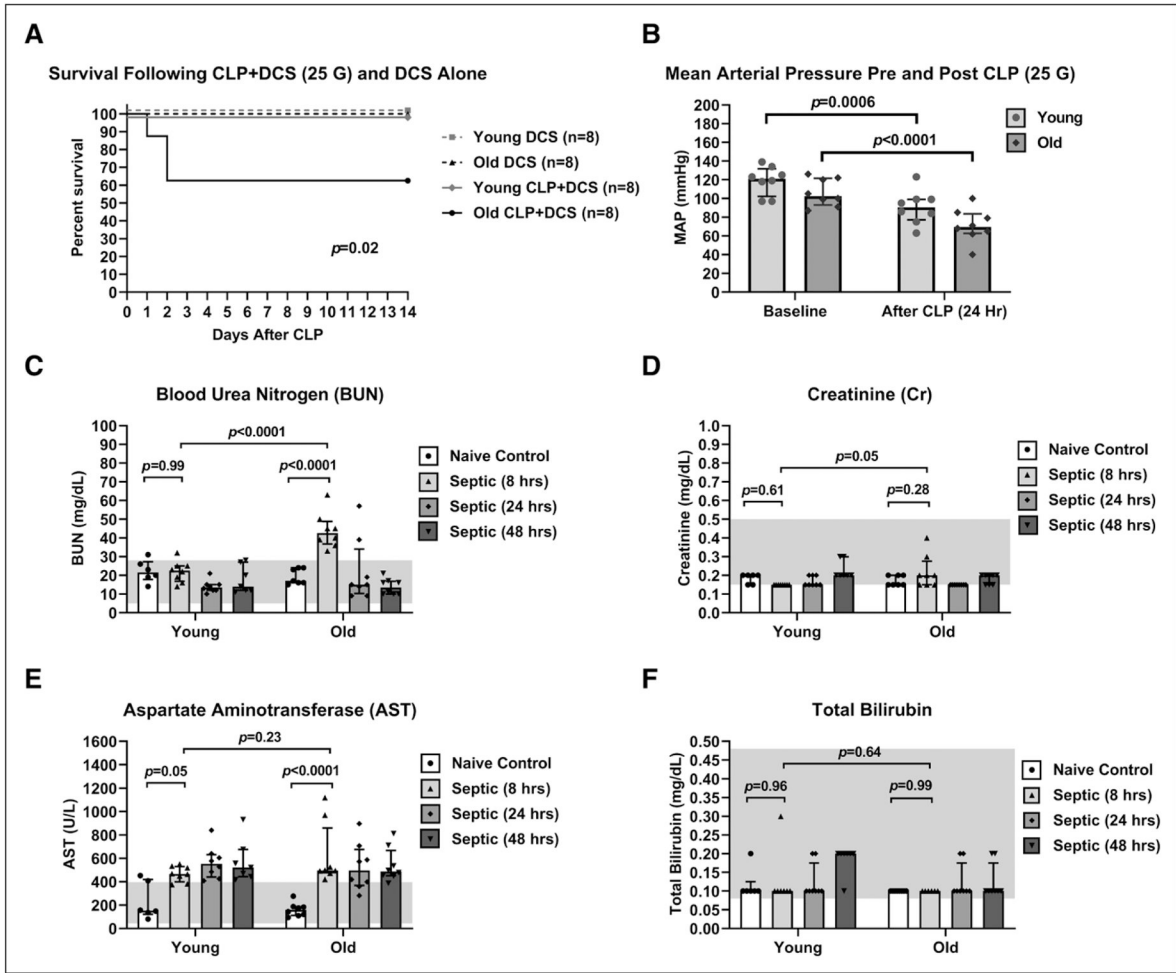 A
Survival Following CLP+DCS (25 G) and DCS Alone
Percent survival
100
90
80
70
60
50
40
30
20
10
0
0 1 2 3 4 5 6 7 8 9 10 11 12 13 14
Days After CLP
p=0.02
Young DCS (n=8)
Old DCS (n=8)
Young CLP+DCS (n=8)
Old CLP+DCS (n=8)
B
Mean Arterial Pressure Pre and Post CLP (25 G)
MAP (mmHg)
200
180
160
140
120
100
80
60
40
20
0
p=0.0006
p<0.0001
Young
Old
Baseline After CLP (24 Hr)
C
Blood Urea Nitrogen (BUN)
BUN (mg/dL)
100
90
80
70
60
50
40
30
20
10
0
p<0.0001
p=0.99
p<0.0001
Young Old
Naive Control
Septic (8 hrs)
Septic (24 hrs)
Septic (48 hrs)
D
Creatinine (Cr)
Creatinine (mg/dL)
1.0
0.9
0.8
0.7
0.6
0.5
0.4
0.3
0.2
0.1
0.0
p=0.05
p=0.61
p=0.28
Young Old
Naive Control
Septic (8 hrs)
Septic (24 hrs)
Septic (48 hrs)
E
Aspartate Aminotransferase (AST)
AST (U/L)
1600
1400
1200
1000
800
600
400
200
0
p=0.23
p=0.05
p<0.0001
Young Old
Naive Control
Septic (8 hrs)
Septic (24 hrs)
Septic (48 hrs)
F
Total Bilirubin
Total Bilirubin (mg/dL)
0.50
0.45
0.40
0.35
0.30
0.25
0.20
0.15
0.10
0.05
0.00
p=0.64
p=0.96
p=0.99
Young Old
Naive Control
Septic (8 hrs)
Septic (24 hrs)
Septic (48 hrs)